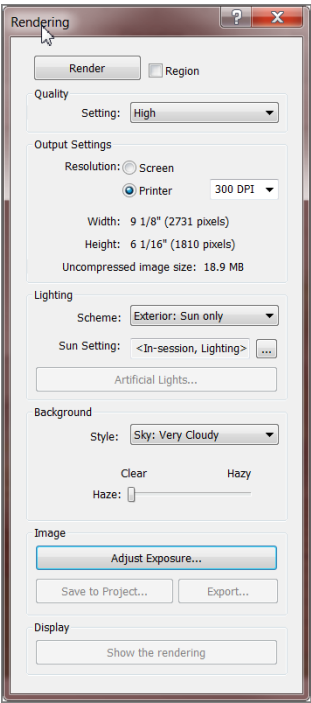 Rendering
Render Region
Quality
Setting: High
Output Settings
Resolution: Screen
Printer 300 DPI
Width: 9 1/8" (2731 pixels)
Height: 6 1/16" (1810 pixels)
Uncompressed image size: 18.9 MB
Lighting
Scheme: Exterior: Sun only
Sun Setting: <In-session, Lighting> ...
Artificial Lights...
Background
Style: Sky: Very Cloudy
Clear Hazy
Haze:
Image
Adjust Exposure...
Save to Project... Export...
Display
Show the rendering